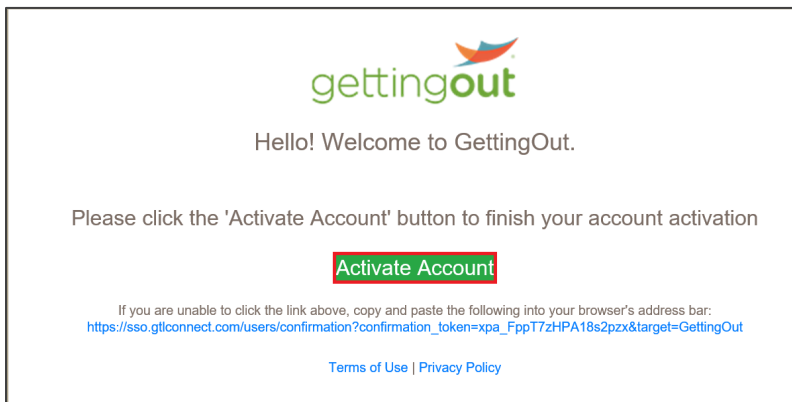 gettingout
Hello! Welcome to GettingOut.
Please click the 'Activate Account' button to finish your account activation
Activate Account
If you are unable to click the link above, copy and paste the following into your browser's address bar:
https://sso.gtlconnect.com/users/confirmation?confirmation_token=xpa_FppT7zHPA18s2pzx&target=GettingOut
Terms of Use | Privacy Policy